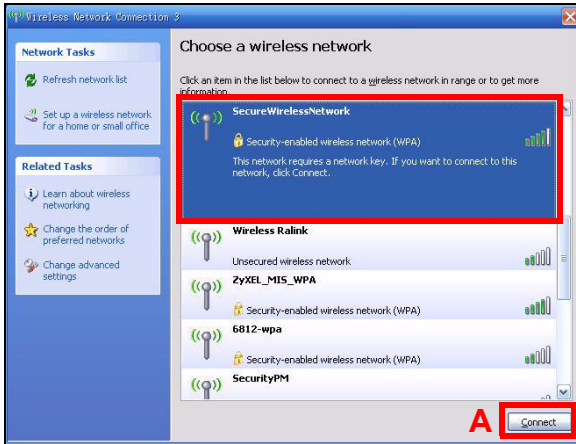 Wireless Network Connection 3
Network Tasks
Refresh network list
Set up a wireless network
for a home or small office
Related Tasks
Learn about wireless
networking
Change the order of
preferred networks
Change advanced
settings
Choose a wireless network
Click an item in the list below to connect to a wireless network in range or to get more
information.
SecureWirelessNetwork
Security-enabled wireless network (WPA)
This network requires a network key. If you want to connect to this
network, click Connect.
Wireless Ralink
Unsecured wireless network
ZyXEL_MIS_WPA
Security-enabled wireless network (WPA)
6812-wpa
Security-enabled wireless network (WPA)
SecurityPM
A
Connect